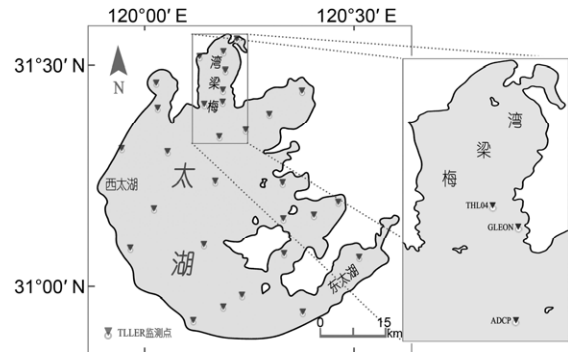 120°00′ E
120°30′ E
31°30′
31°00′ N
N
梅
梁
湾
太
湖
西太湖
东太湖
TLLER监测点
0
15
km
梅
梁
湾
THL04
GLEON
ADCP